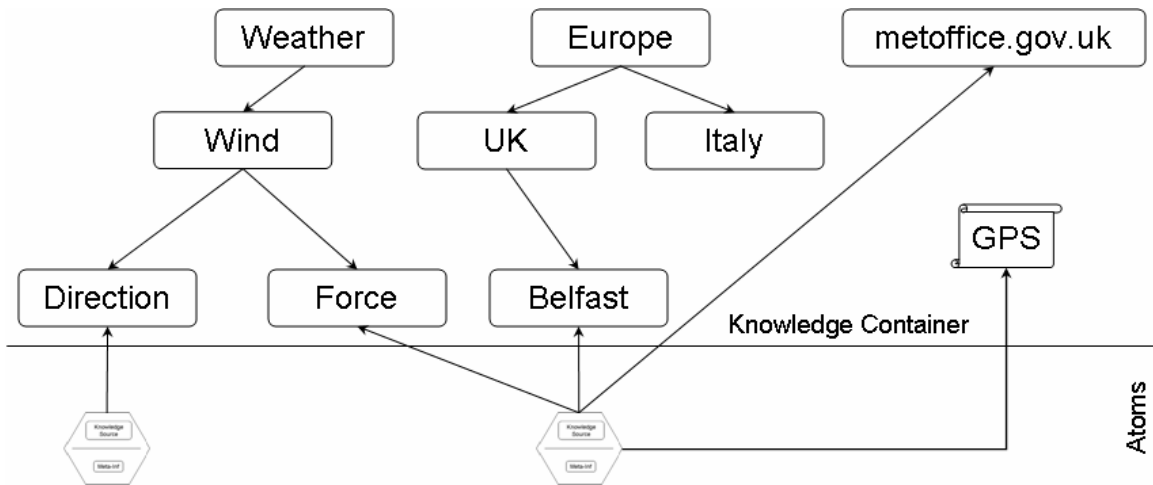 Weather
Europe
metoffice.gov.uk
Wind
UK
Italy
GPS
Direction
Force
Belfast
Knowledge Container
Atoms
Knowledge
Source
Meta-Inf
Knowledge
Source
Meta-Inf